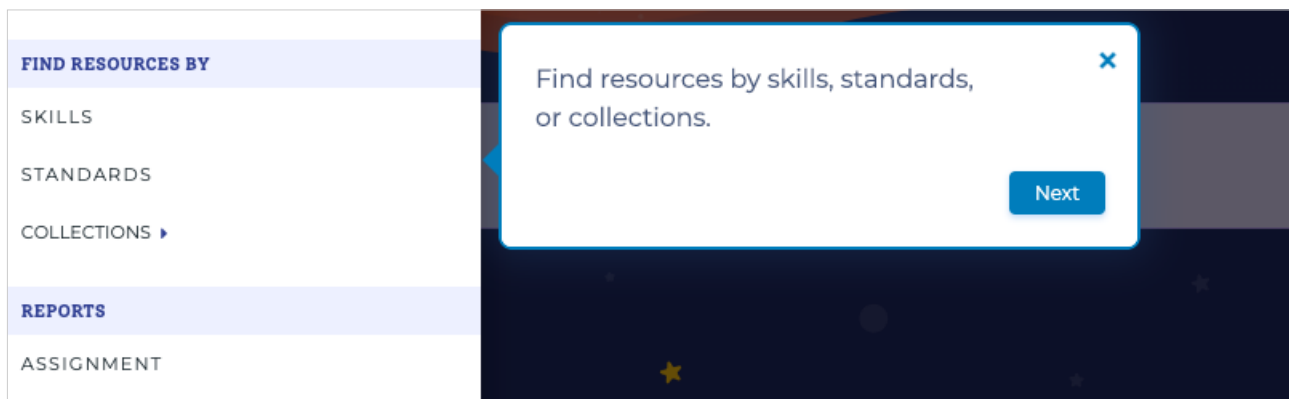 FIND RESOURCES BY
SKILLS
STANDARDS
COLLECTIONS
REPORTS
ASSIGNMENT
Find resources by skills, standards,
or collections.
Next